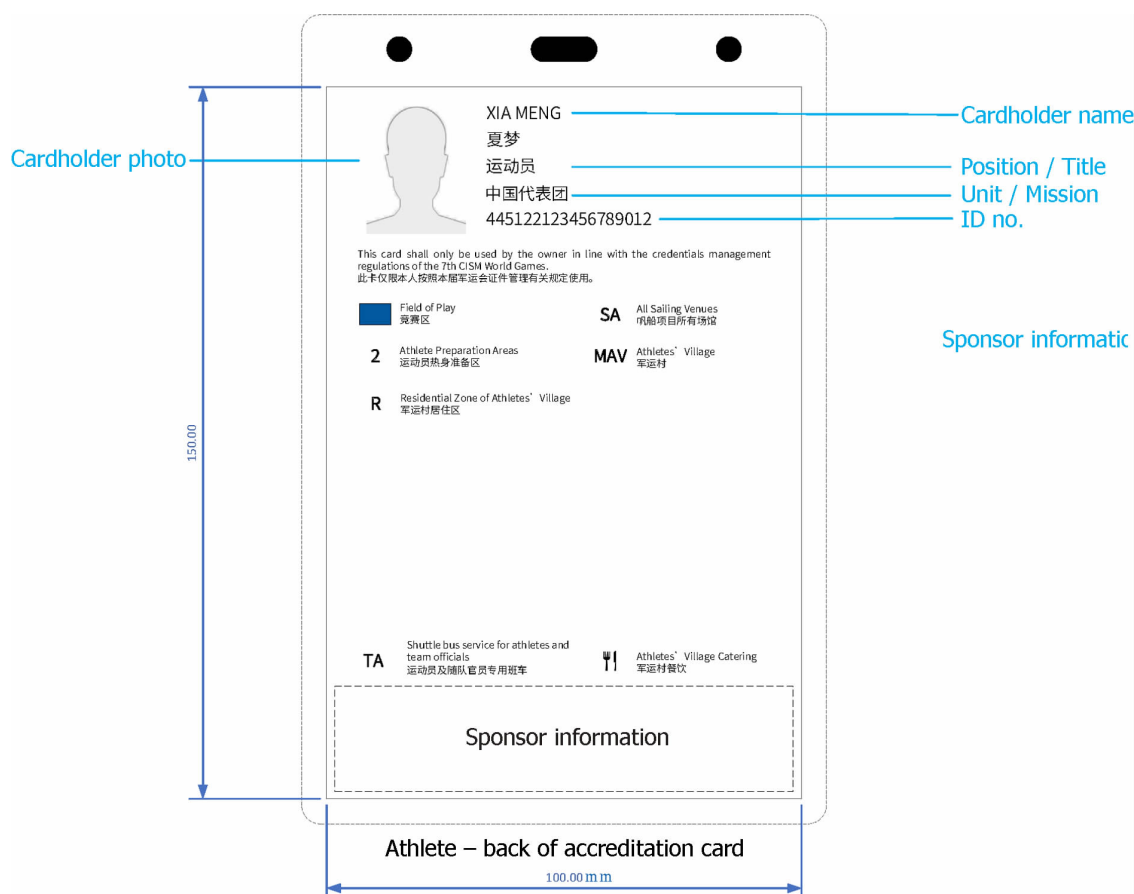 XIA MENG
夏梦
运动员
中国代表团
445122123456789012
Cardholder photo
Cardholder name
Position / Title
Unit / Mission
ID no.
This card shall only be used by the owner in line with the credentials management
regulations of the 7th CISM World Games.
此卡仅限本人按照本届军运会证件管理有关规定使用。
Field of Play
竞赛区
SA
All Sailing Venues
帆船项目所有场馆
2
Athlete Preparation Areas
运动员热身准备区
MAV
Athletes' Village
军运村
R
Residential Zone of Athletes' Village
军运村居住区
Sponsor informatic
150.00
TA
Shuttle bus service for athletes and
team officials
运动员及随队官员专用班车
Athletes' Village Catering
军运村餐饮
Sponsor information
Athlete – back of accreditation card
100.00 mm